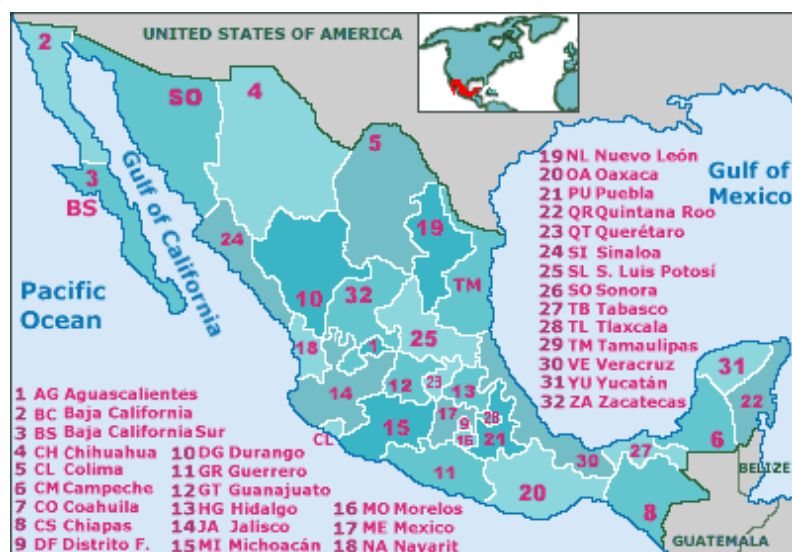 UNITED STATES OF AMERICA
2
SO
4
5
3
BS
Gulf of California
Gulf of
Mexico
Pacific
Ocean
24
10
19
32
TM
18
1
25
14
12
23
13
CL
15
17
9
16
28
21
11
20
30
27
8
6
31
22
BELIZE
GUATEMALA
19 NL Nuevo León
20 OA Oaxaca
21 PU Puebla
22 QR Quintana Roo
23 QT Querétaro
24 SI Sinaloa
25 SL S. Luis Potosí
26 SO Sonora
27 TB Tabasco
28 TL Tlaxcala
29 TM Tamaulipas
30 VE Veracruz
31 YU Yucatán
32 ZA Zacatecas
1 AG Aguascalientes
2 BC Baja California
3 BS Baja California Sur
4 CH Chihuahua
5 CL Colima
6 CM Campeche
7 CO Coahuila
8 CS Chiapas
9 DF Distrito F.
10 DG Durango
11 GR Guerrero
12 GT Guanajuato
13 HG Hidalgo
14 JA Jalisco
15 MI Michoacán
16 MO Morelos
17 ME Mexico
18 NA Nayarit